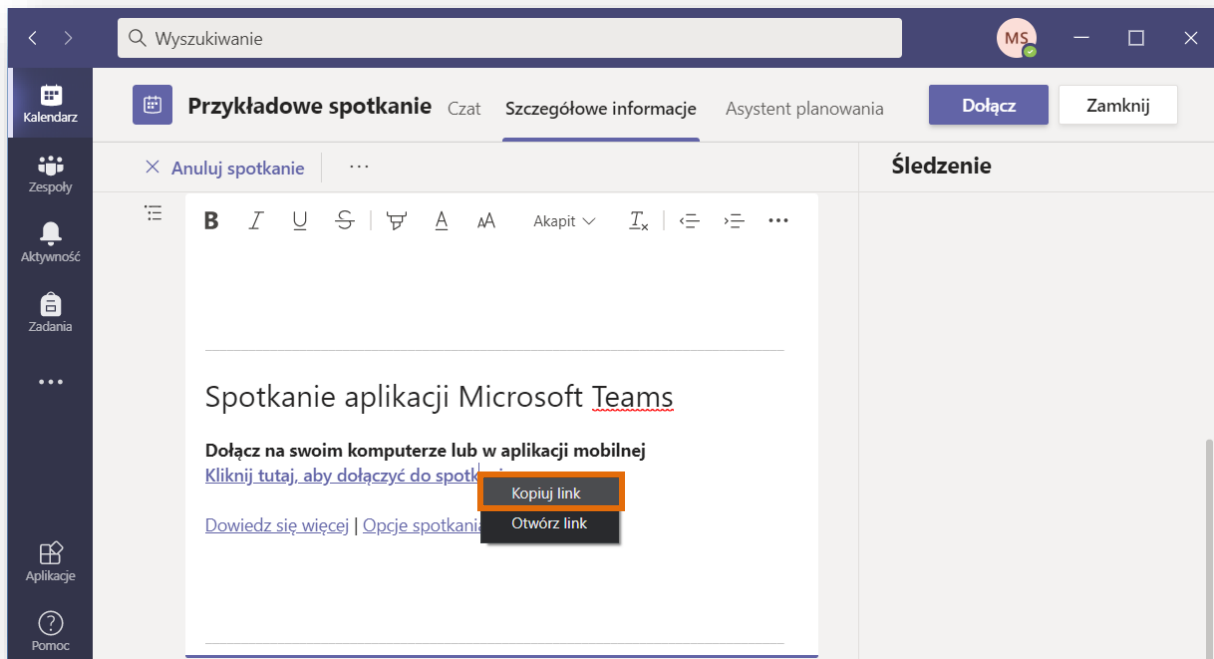 Wyszukiwanie
MS
Kalendarz
Zespoły
Aktywność
Zadania
Aplikacje
Pomoc
Przykładowe spotkanie Czat Szczegółowe informacje Asystent planowania Dołącz Zamknij
Anuluj spotkanie ...
Śledzenie
B I U S A AA Akapit
Spotkanie aplikacji Microsoft Teams
Dołącz na swoim komputerze lub w aplikacji mobilnej
Kliknij tutaj, aby dołączyć do
Dowiedz się więcej | Opcje
Kopiuj link
Otwórz link